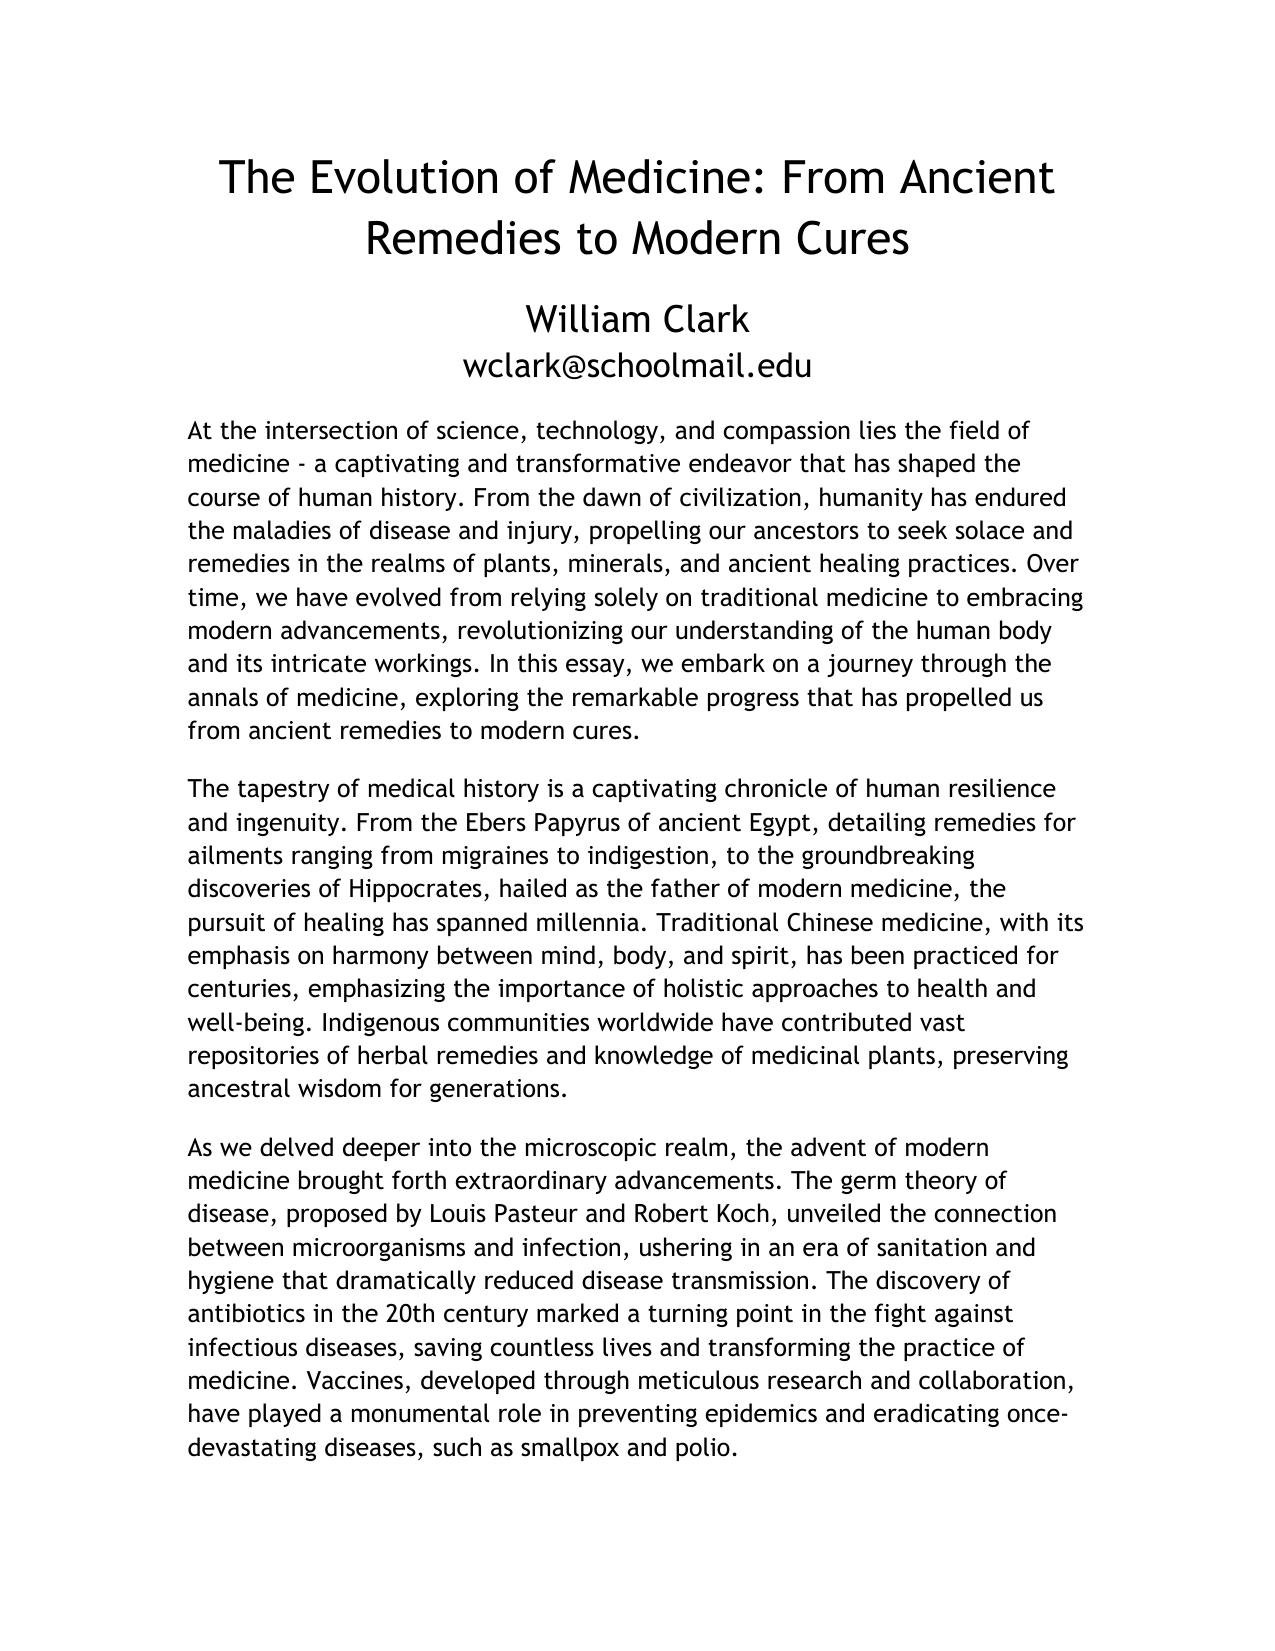 The Evolution of Medicine: From Ancient
Remedies to Modern Cures
William Clark
wclark@schoolmail.edu
At the intersection of science, technology, and compassion lies the field of
medicine - a captivating and transformative endeavor that has shaped the
course of human history. From the dawn of civilization, humanity has endured
the maladies of disease and injury, propelling our ancestors to seek solace and
remedies in the realms of plants, minerals, and ancient healing practices. Over
time, we have evolved from relying solely on traditional medicine to embracing
modern advancements, revolutionizing our understanding of the human body
and its intricate workings. In this essay, we embark on a journey through the
annals of medicine, exploring the remarkable progress that has propelled us
from ancient remedies to modern cures.
The tapestry of medical history is a captivating chronicle of human resilience
and ingenuity. From the Ebers Papyrus of ancient Egypt, detailing remedies for
ailments ranging from migraines to indigestion, to the groundbreaking
discoveries of Hippocrates, hailed as the father of modern medicine, the
pursuit of healing has spanned millennia. Traditional Chinese medicine, with its
emphasis on harmony between mind, body, and spirit, has been practiced for
centuries, emphasizing the importance of holistic approaches to health and
well-being. Indigenous communities worldwide have contributed vast
repositories of herbal remedies and knowledge of medicinal plants, preserving
ancestral wisdom for generations.
As we delved deeper into the microscopic realm, the advent of modern
medicine brought forth extraordinary advancements. The germ theory of
disease, proposed by Louis Pasteur and Robert Koch, unveiled the connection
between microorganisms and infection, ushering in an era of sanitation and
hygiene that dramatically reduced disease transmission. The discovery of
antibiotics in the 20th century marked a turning point in the fight against
infectious diseases, saving countless lives and transforming the practice of
medicine. Vaccines, developed through meticulous research and collaboration,
have played a monumental role in preventing epidemics and eradicating once-
devastating diseases, such as smallpox and polio.